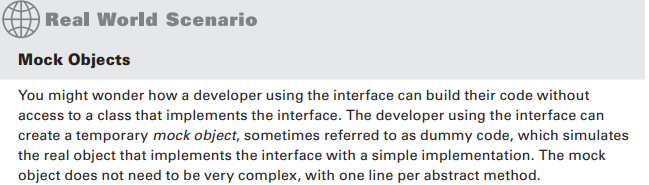 Real World Scenario
Mock Objects
You might wonder how a developer using the interface can build their code without
access to a class that implements the interface. The developer using the interface can
create a temporary mock object, sometimes referred to as dummy code, which simulates
the real object that implements the interface with a simple implementation. The mock
object does not need to be very complex, with one line per abstract method.